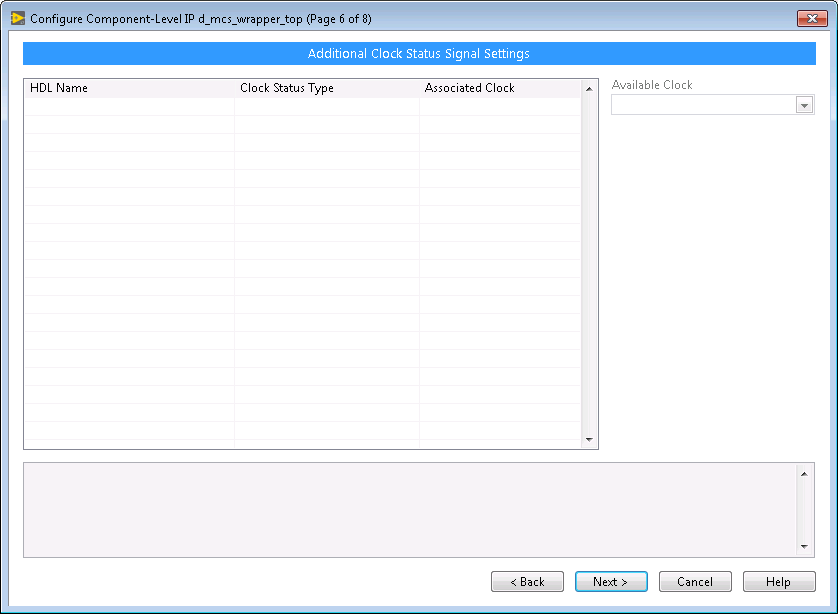 Configure Component-Level IP d_mcs_wrapper_top (Page 6 of 8)
Additional Clock Status Signal Settings
HDL Name Clock Status Type Associated Clock
Available Clock
< Back Next > Cancel Help